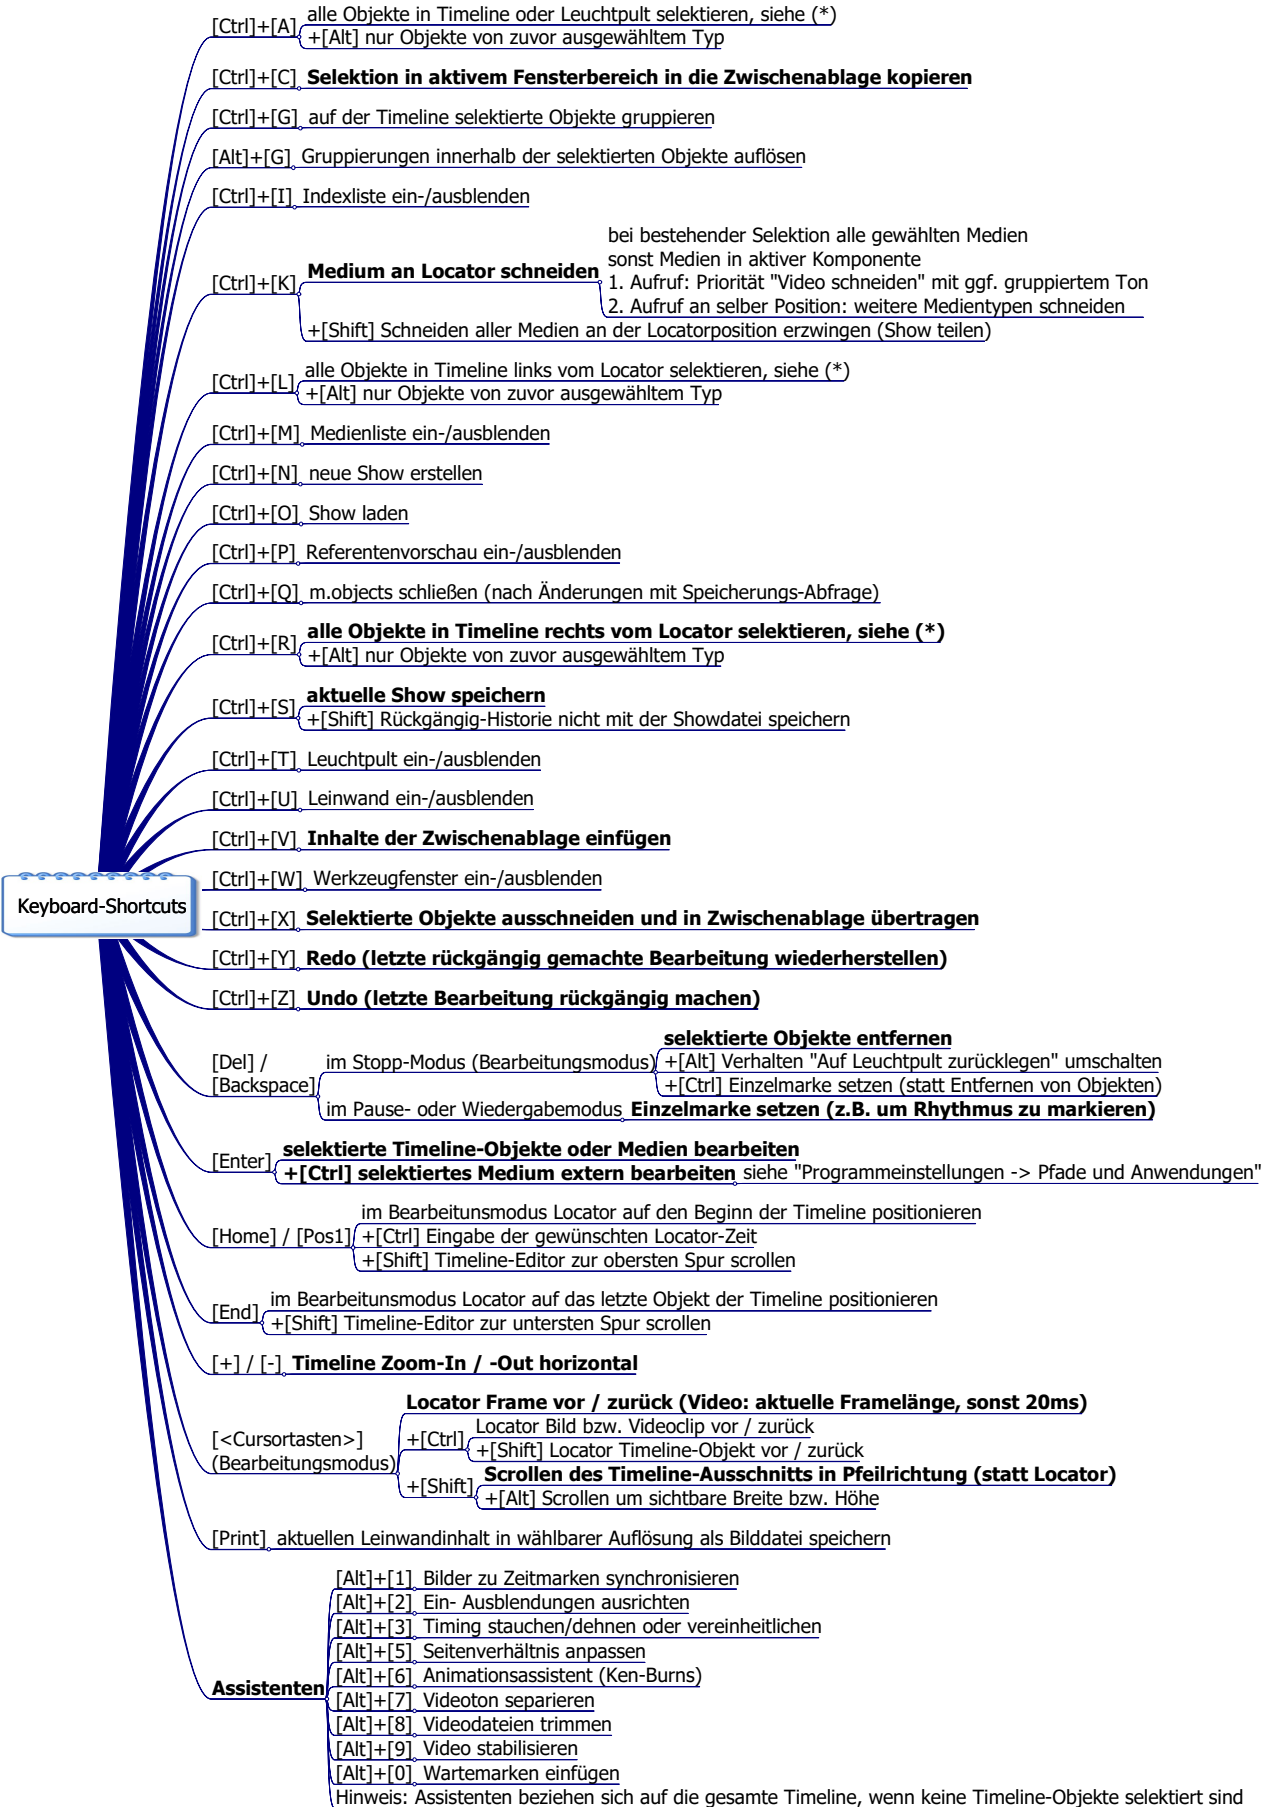 [Ctrl]+[A]
alle Objekte in Timeline oder Leuchtpult selektieren, siehe (*)
+[Alt] nur Objekte von zuvor ausgewähltem Typ
[Ctrl]+[C] Selektion in aktivem Fensterbereich in die Zwischenablage kopieren
[Ctrl]+[G] auf der Timeline selektierte Objekte gruppieren
[Alt]+[G] Gruppierungen innerhalb der selektierten Objekte auflösen
[Ctrl]+[I] Indexliste ein-/ausblenden
[Ctrl]+[K]
Medium an Locator schneiden
bei bestehender Selektion alle gewählten Medien
sonst Medien in aktiver Komponente
1. Aufruf: Priorität "Video schneiden" mit ggf. gruppiertem Ton
2. Aufruf an selber Position: weitere Medientypen schneiden
+[Shift] Schneiden aller Medien an der Locatorposition erzwingen (Show teilen)
[Ctrl]+[L]
alle Objekte in Timeline links vom Locator selektieren, siehe (*)
+[Alt] nur Objekte von zuvor ausgewähltem Typ
[Ctrl]+[M] Medienliste ein-/ausblenden
[Ctrl]+[N] neue Show erstellen
[Ctrl]+[O] Show laden
[Ctrl]+[P] Referentenvorschau ein-/ausblenden
[Ctrl]+[Q] m.objects schließen (nach Änderungen mit Speicherungs-Abfrage)
[Ctrl]+[R]
alle Objekte in Timeline rechts vom Locator selektieren, siehe (*)
+[Alt] nur Objekte von zuvor ausgewähltem Typ
[Ctrl]+[S]
aktuelle Show speichern
+[Shift] Rückgängig-Historie nicht mit der Showdatei speichern
[Ctrl]+[T] Leuchtpult ein-/ausblenden
[Ctrl]+[U] Leinwand ein-/ausblenden
[Ctrl]+[V] Inhalte der Zwischenablage einfügen
Keyboard-Shortcuts
[Ctrl]+[W] Werkzeugfenster ein-/ausblenden
[Ctrl]+[X] Selektierte Objekte ausschneiden und in Zwischenablage übertragen
[Ctrl]+[Y] Redo (letzte rückgängig gemachte Bearbeitung wiederherstellen)
[Ctrl]+[Z] Undo (letzte Bearbeitung rückgängig machen)
[Del] /
[Backspace]
im Stopp-Modus (Bearbeitungsmodus)
selektierte Objekte entfernen
+[Alt] Verhalten "Auf Leuchtpult zurücklegen" umschalten
+[Ctrl] Einzelmarke setzen (statt Entfernen von Objekten)
im Pause- oder Wiedergabemodus Einzelmarke setzen (z.B. um Rhythmus zu markieren)
[Enter]
selektierte Timeline-Objekte oder Medien bearbeiten
+[Ctrl] selektiertes Medium extern bearbeiten siehe "Programmeinstellungen -> Pfade und Anwendungen"
[Home] / [Pos1]
im Bearbeitunsmodus Locator auf den Beginn der Timeline positionieren
+[Ctrl] Eingabe der gewünschten Locator-Zeit
+[Shift] Timeline-Editor zur obersten Spur scrollen
[End]
im Bearbeitunsmodus Locator auf das letzte Objekt der Timeline positionieren
+[Shift] Timeline-Editor zur untersten Spur scrollen
[+] / [-] Timeline Zoom-In / -Out horizontal
[<Cursortasten>]
(Bearbeitungsmodus)
Locator Frame vor / zurück (Video: aktuelle Framelänge, sonst 20ms)
+[Ctrl]
Locator Bild bzw. Videoclip vor / zurück
+[Shift] Locator Timeline-Objekt vor / zurück
+[Shift]
Scrollen des Timeline-Ausschnitts in Pfeilrichtung (statt Locator)
+[Alt] Scrollen um sichtbare Breite bzw. Höhe
[Print] aktuellen Leinwandinhalt in wählbarer Auflösung als Bilddatei speichern
Assistenten
[Alt]+[1] Bilder zu Zeitmarken synchronisieren
[Alt]+[2] Ein- Ausblendungen ausrichten
[Alt]+[3] Timing stauchen/dehnen oder vereinheitlichen
[Alt]+[5] Seitenverhältnis anpassen
[Alt]+[6] Animationsassistent (Ken-Burns)
[Alt]+[7] Videoton separieren
[Alt]+[8] Videodateien trimmen
[Alt]+[9] Video stabilisieren
[Alt]+[0] Wartemarken einfügen
Hinweis: Assistenten beziehen sich auf die gesamte Timeline, wenn keine Timeline-Objekte selektiert sind